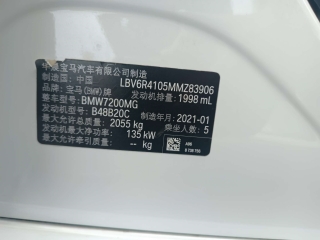 华晨宝马汽车有限公司制造
制造国：中国 LBV6R4105MMZ83906
品牌：宝马(BMW)牌 发动机排量：1998 mL
整车型号：BMW7200MG
发动机型号：B48B20C 制造年月：2021-01
最大允许总质量：2055 kg 乘坐人数：5
发动机最大净功率：135 kW
最大允许牵引质量：-- kg